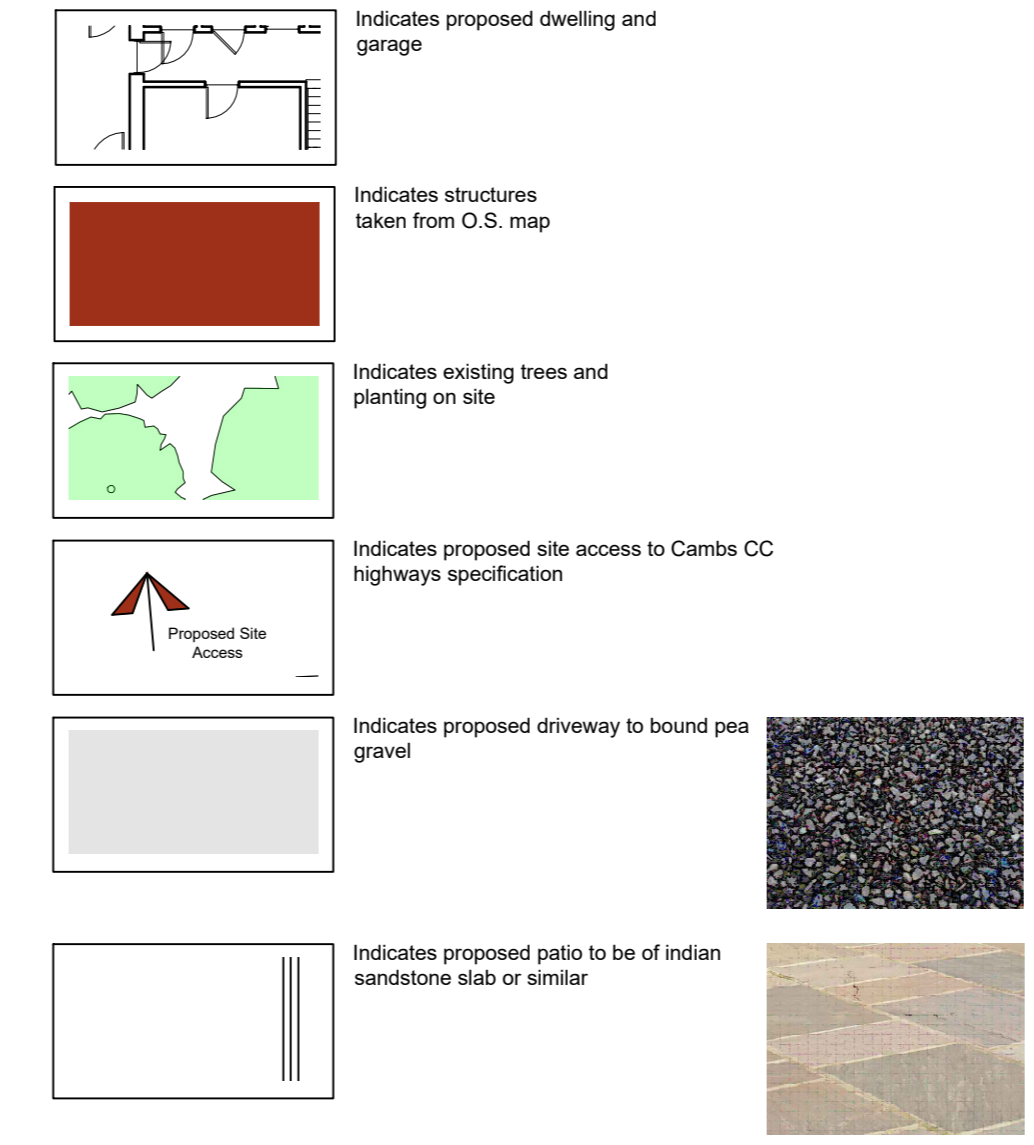 Indicates proposed dwelling and
garage
Indicates structures
taken from O.S. map
Indicates existing trees and
planting on site
Indicates proposed site access to Cambs CC
highways specification
Proposed Site
Access
Indicates proposed driveway to bound pea
gravel
Indicates proposed patio to be of indian
sandstone slab or similar